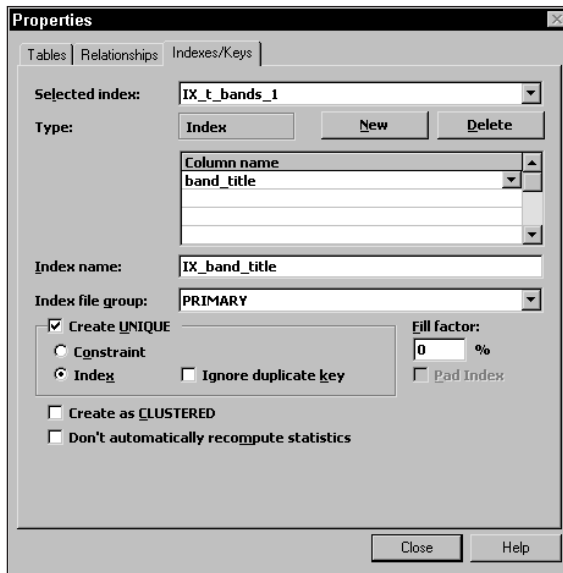 Properties
Tables Relationships Indexes/Keys
Selected index: IX_t_bands_1
Type: Index New Delete
Column name
band_title
Index name: IX_band_title
Index file group: PRIMARY
Create UNIQUE Fill factor:
Constraint 0 %
Index Ignore duplicate key Pad Index
Create as CLUSTERED
Don't automatically recompute statistics
Close Help